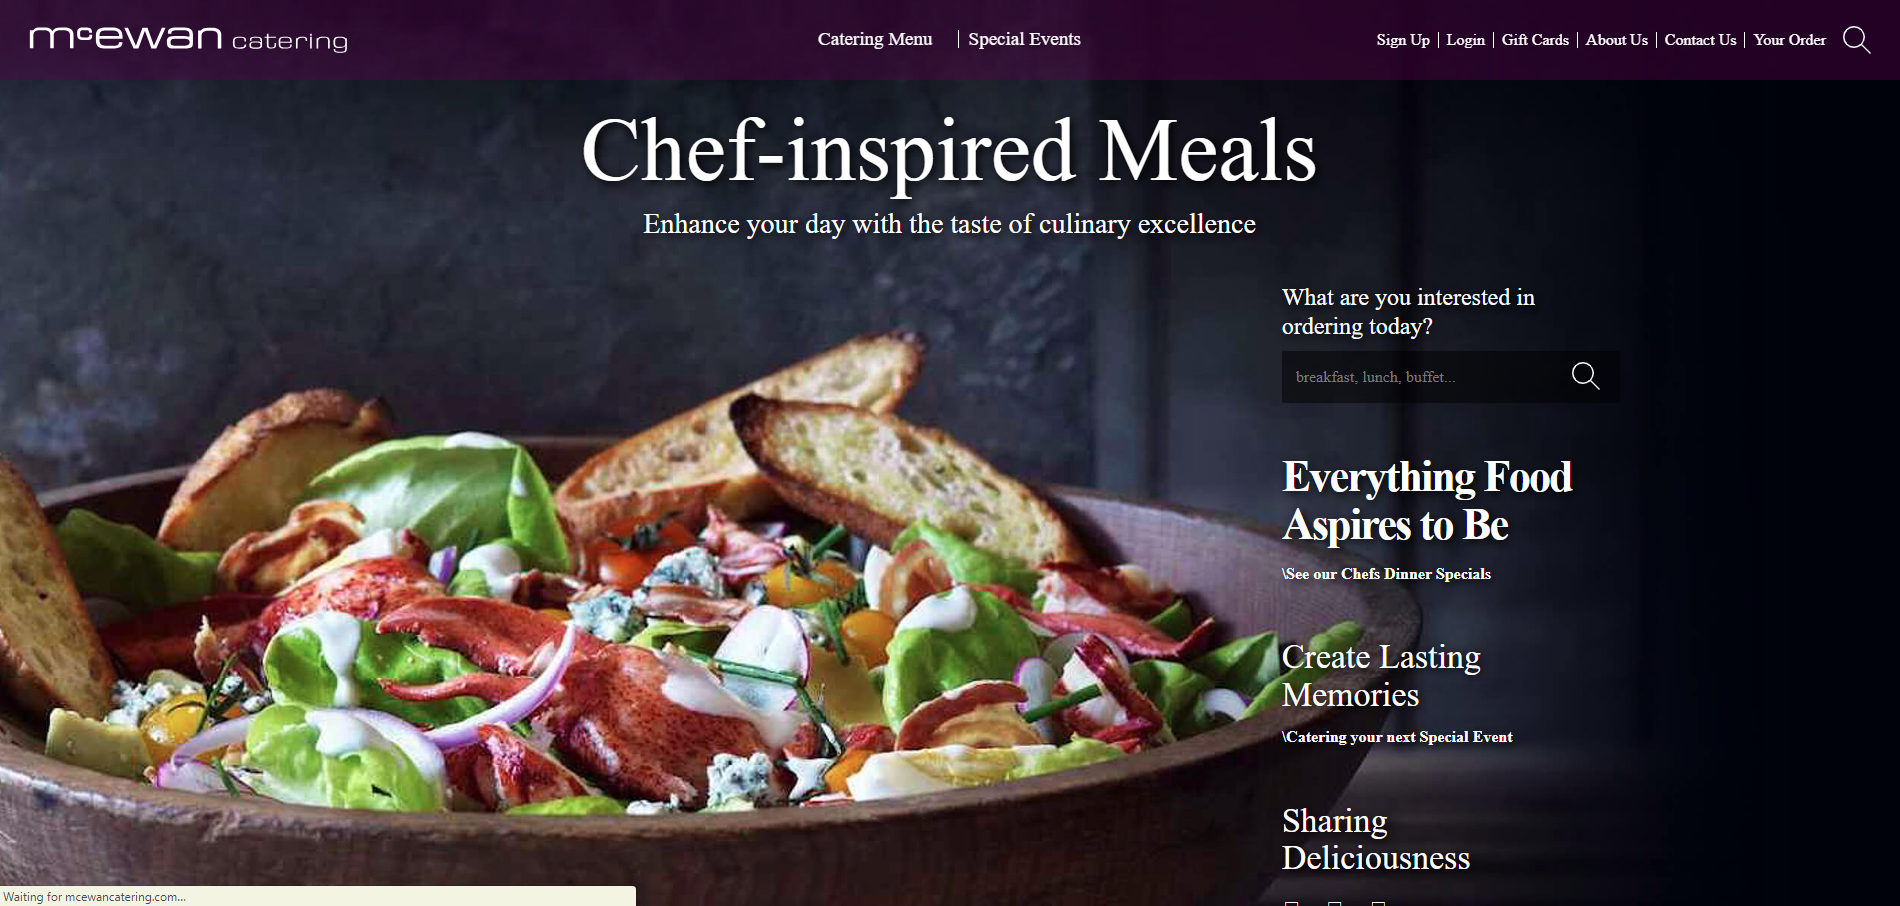 mcewan catering
Catering Menu | Special Events
Sign Up | Login | Gift Cards | About Us | Contact Us | Your Order
Chef-inspired Meals
Enhance your day with the taste of culinary excellence
What are you interested in
ordering today?
breakfast, lunch, buffet...
Everything Food
Aspires to Be
\See our Chefs Dinner Specials
Create Lasting
Memories
\Catering your next Special Event
Sharing
Deliciousness
Waiting for mcewancatering.com...